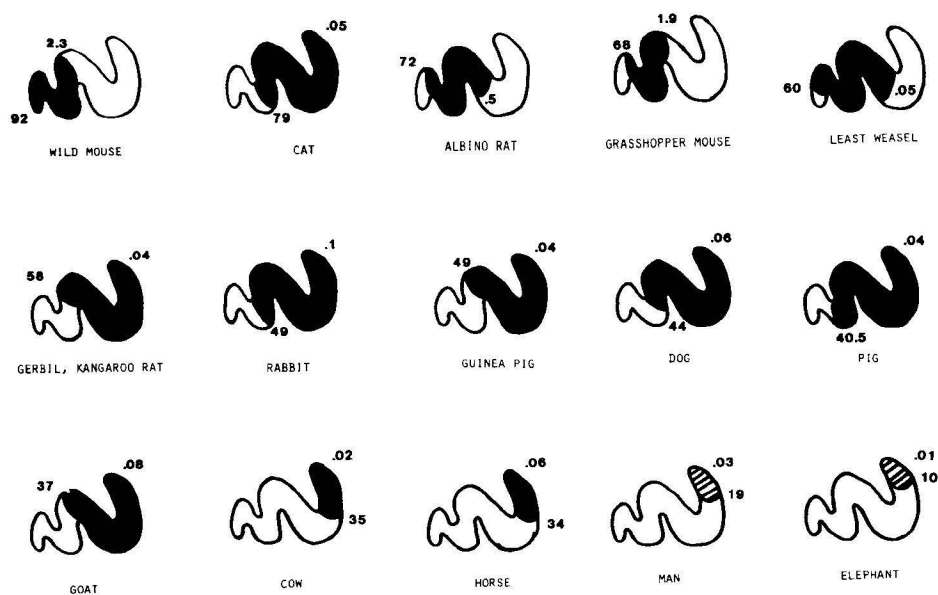 2.3
92
WILD MOUSE
.05
79
CAT
72
.5
ALBINO RAT
1.9
68
GRASSHOPPER MOUSE
60
.05
LEAST WEASEL
58
.04
GERBIL, KANGAROO RAT
.1
49
RABBIT
49
.04
GUINEA PIG
.06
44
DOG
.04
40.5
PIG
37
.08
GOAT
.02
35
COW
.06
34
HORSE
.03
19
MAN
.01
10
ELEPHANT